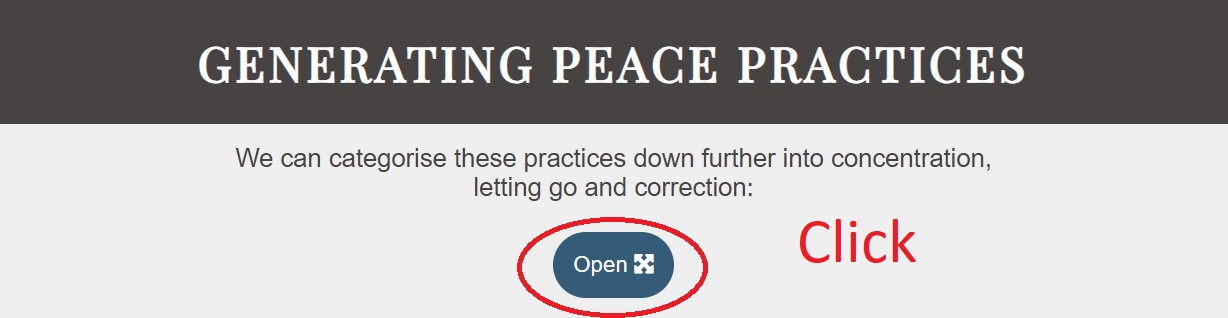 GENERATING PEACE PRACTICES
We can categorise these practices down further into concentration,
letting go and correction:
Click
Open